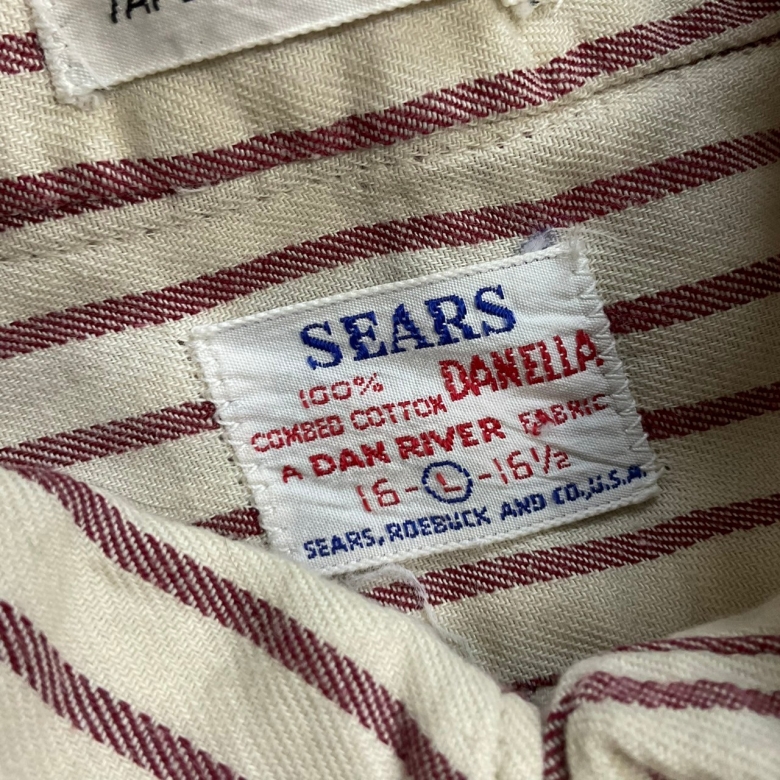 SEARS
100% DANELLA
COMBED COTTON
A DAN RIVER FABRIC
16-L-16½
SEARS, ROEBUCK AND CO., U.S.A.